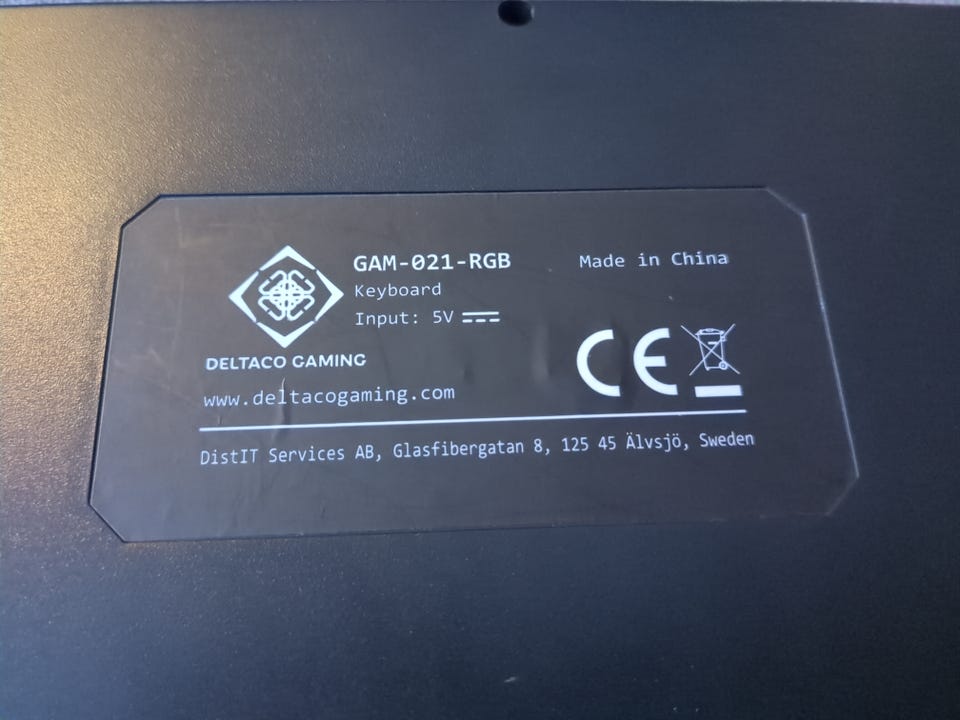 GAM-021-RGB
Keyboard
Input: 5V
Made in China
DELTACO GAMING
www.deltacogaming.com
CE
DistIT Services AB, Glasfibergatan 8, 125 45 Älvsjö, Sweden